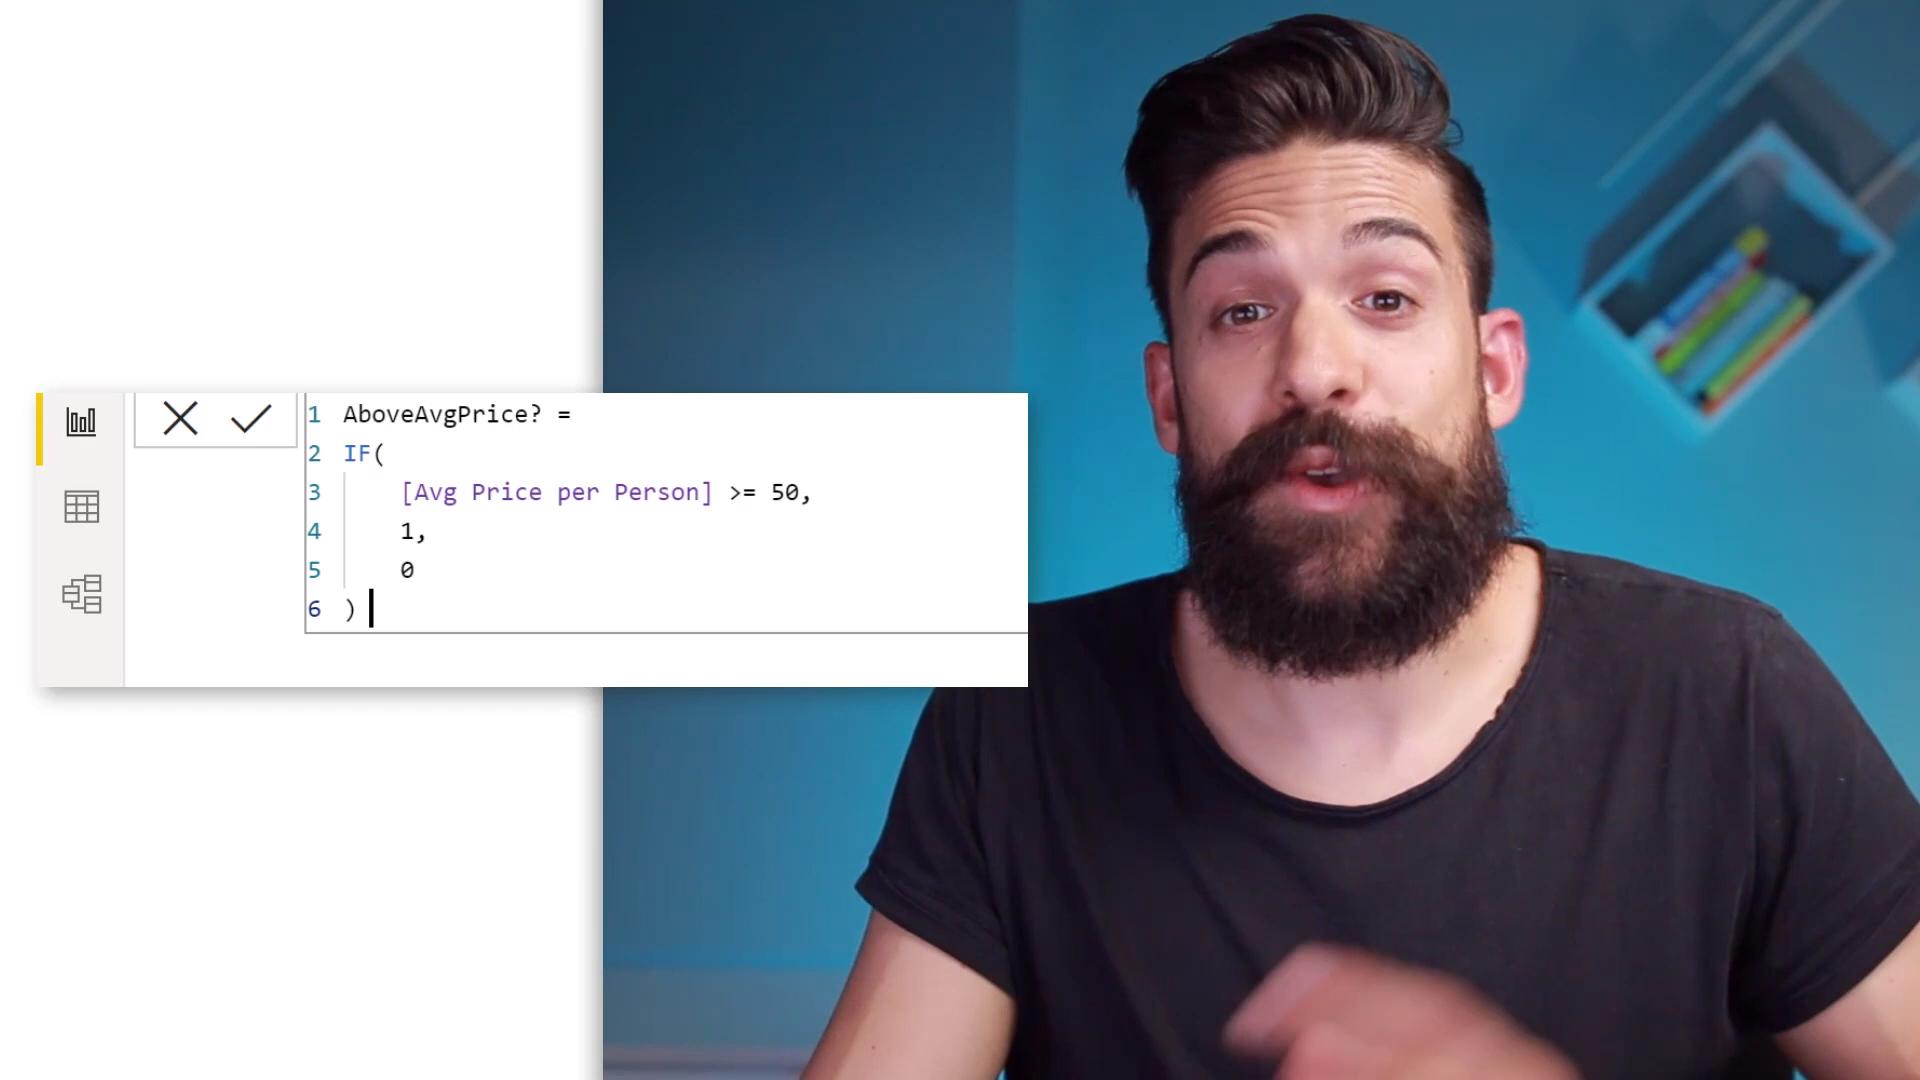 1 AboveAvgPrice? =
2 IF(
3 [Avg Price per Person] >= 50,
4 1,
5 0
6 )